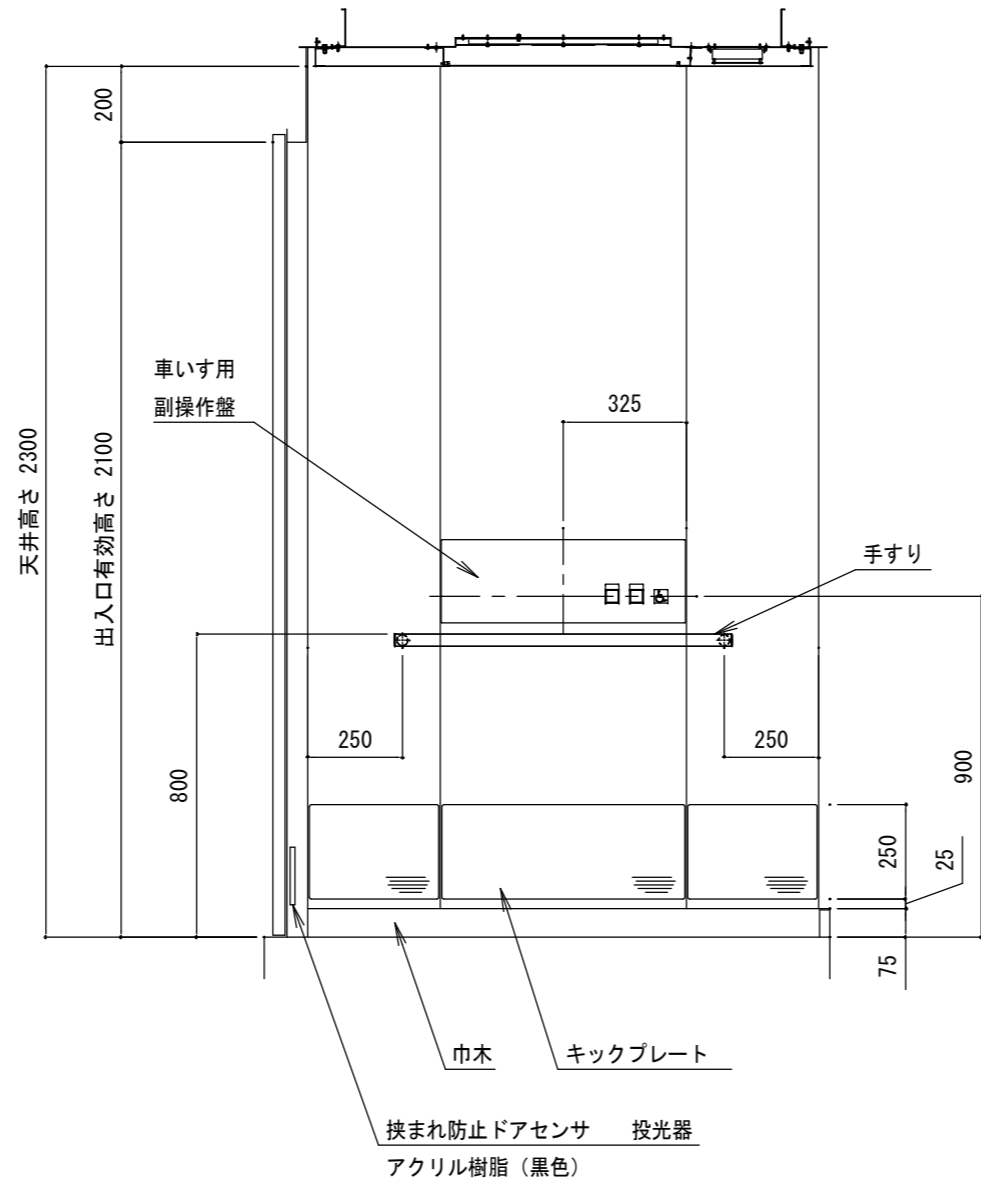 200
天井高さ 2300
出入口有効高さ 2100
車いす用
副操作盤
325
手すり
250
250
800
900
250
25
75
巾木
キックプレート
挟まれ防止ドアセンサ 投光器
アクリル樹脂（黒色）